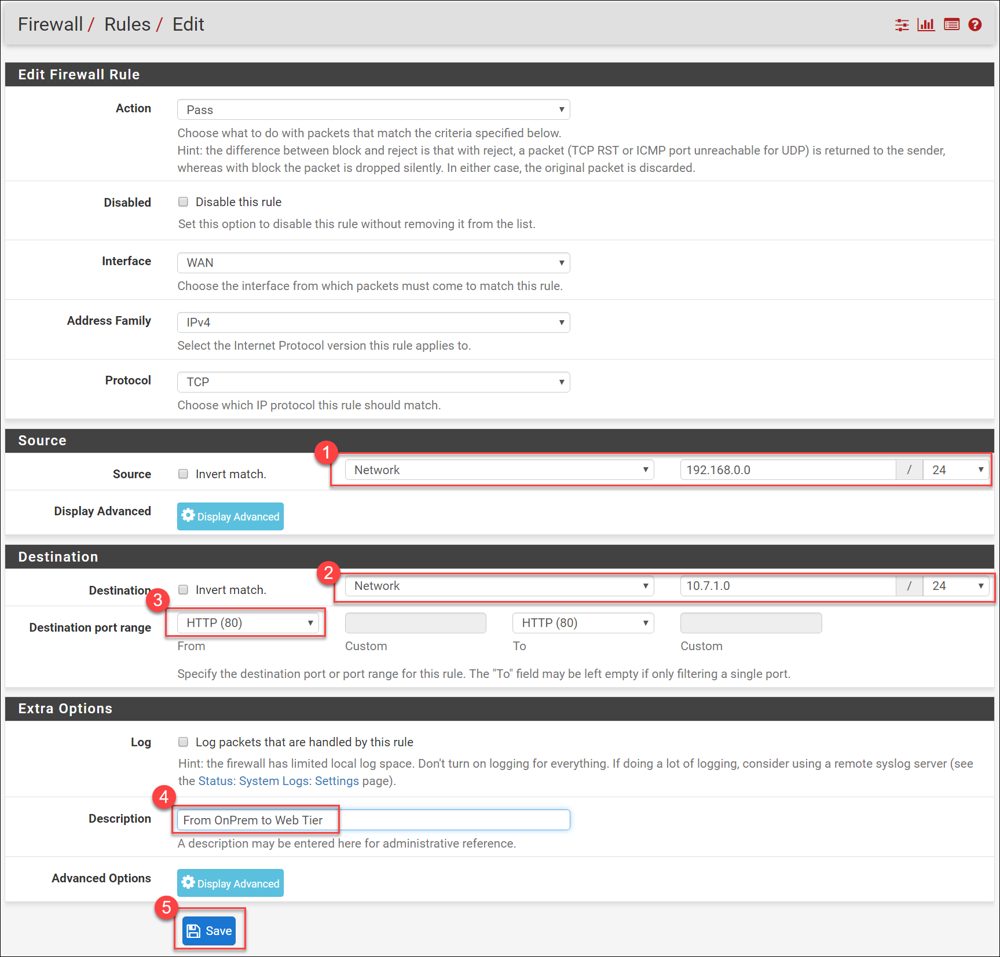 Firewall / Rules / Edit
Edit Firewall Rule
Action
Pass
Choose what to do with packets that match the criteria specified below.
Hint: the difference between block and reject is that with reject, a packet (TCP RST or ICMP port unreachable for UDP) is returned to the sender,
whereas with block the packet is dropped silently. In either case, the original packet is discarded.
Disabled
Disable this rule
Set this option to disable this rule without removing it from the list.
Interface
WAN
Choose the interface from which packets must come to match this rule.
Address Family
IPv4
Select the Internet Protocol version this rule applies to.
Protocol
TCP
Choose which IP protocol this rule should match.
Source
1
Source
Invert match.
Network
192.168.0.0
/
24
Display Advanced
Display Advanced
Destination
2
Destination
Invert match.
Network
10.7.1.0
/
24
3
Destination port range
HTTP (80)
HTTP (80)
From
Custom
To
Custom
Specify the destination port or port range for this rule. The "To" field may be left empty if only filtering a single port.
Extra Options
Log
Log packets that are handled by this rule
Hint: the firewall has limited local log space. Don't turn on logging for everything. If doing a lot of logging, consider using a remote syslog server (see
the Status: System Logs: Settings page).
4
Description
From OnPrem to Web Tier
A description may be entered here for administrative reference.
Advanced Options
Display Advanced
5
Save